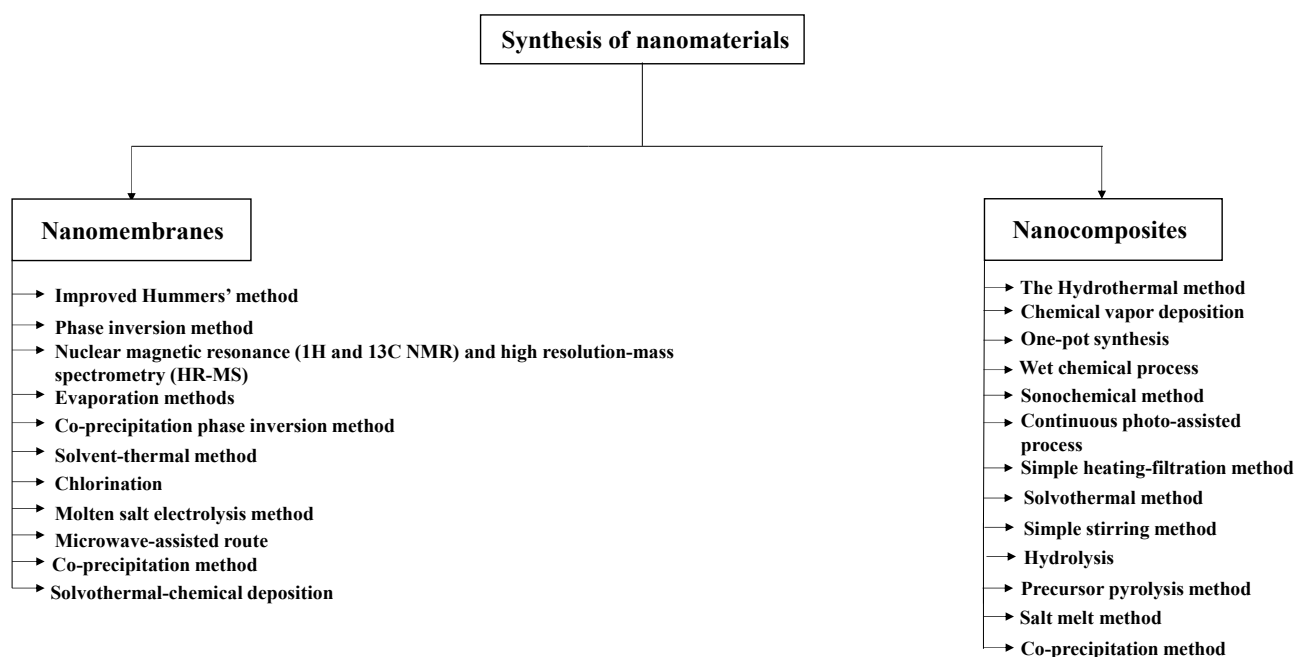 Synthesis of nanomaterials
Nanomembranes
Improved Hummers’ method
Phase inversion method
Nuclear magnetic resonance (1H and 13C NMR) and high resolution-mass
spectrometry (HR-MS)
Evaporation methods
Co-precipitation phase inversion method
Solvent-thermal method
Chlorination
Molten salt electrolysis method
Microwave-assisted route
Co-precipitation method
Solvothermal-chemical deposition
Nanocomposites
The Hydrothermal method
Chemical vapor deposition
One-pot synthesis
Wet chemical process
Sonochemical method
Continuous photo-assisted
process
Simple heating-filtration method
Solvothermal method
Simple stirring method
Hydrolysis
Precursor pyrolysis method
Salt melt method
Co-precipitation method